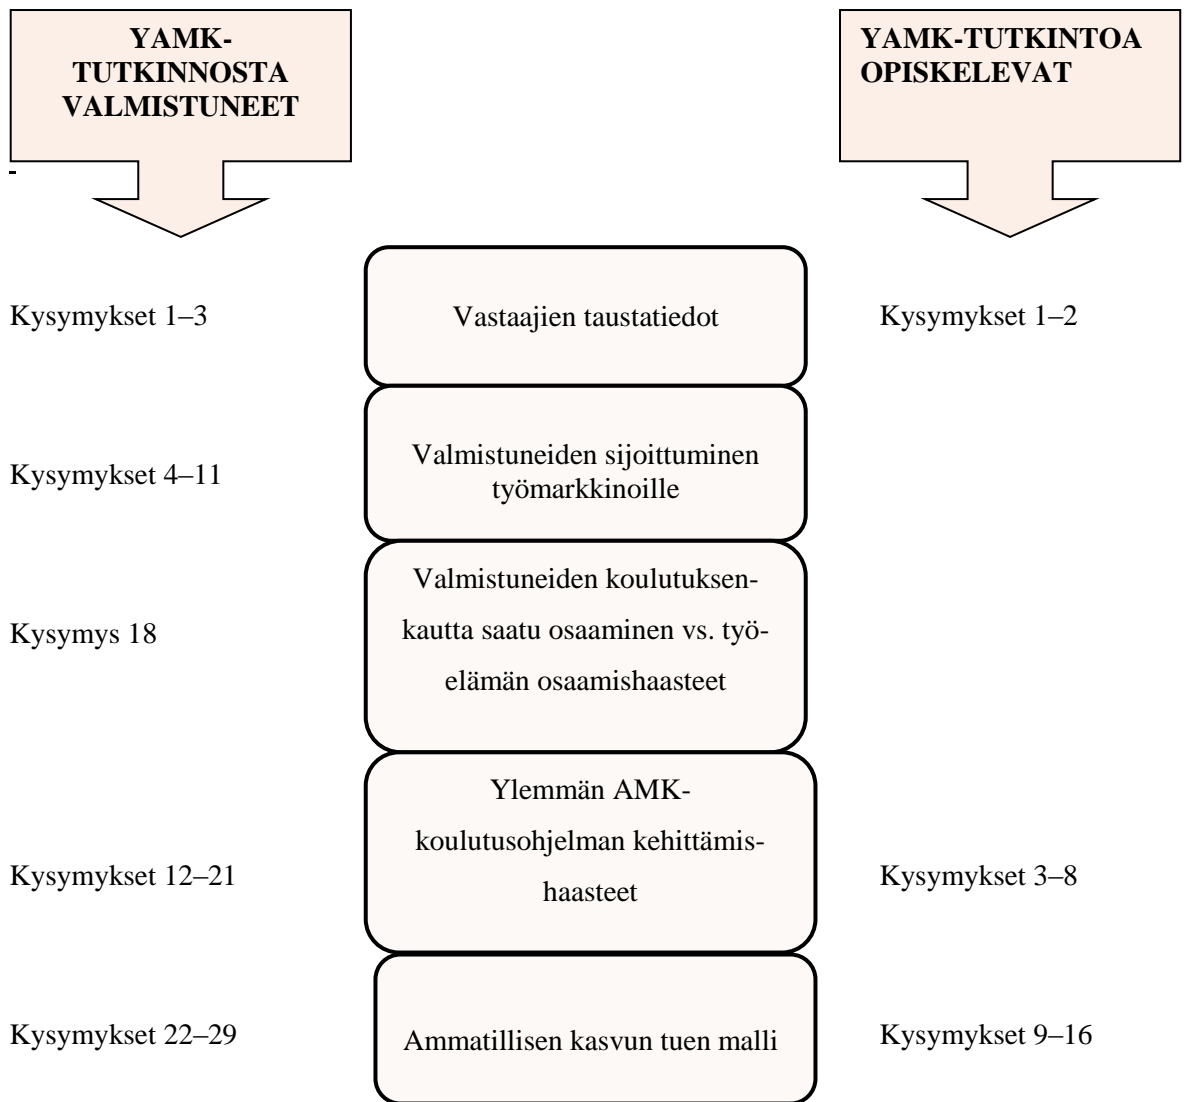 YAMK-
TUTKINNOSTA
VALMISTUNEET
YAMK-TUTKINTOA
OPISKELEVAT
-
Kysymykset 1–3
Vastaajien taustatiedot
Kysymykset 1–2
Kysymykset 4–11
Valmistuneiden sijoittuminen
työmarkkinoille
Kysymys 18
Valmistuneiden koulutuksen-
kautta saatu osaaminen vs. työ-
elämän osaamishaasteet
Kysymykset 12–21
Ylemmän AMK-
koulutusohjelman kehittämis-
haasteet
Kysymykset 3–8
Kysymykset 22–29
Ammatillisen kasvun tuen malli
Kysymykset 9–16